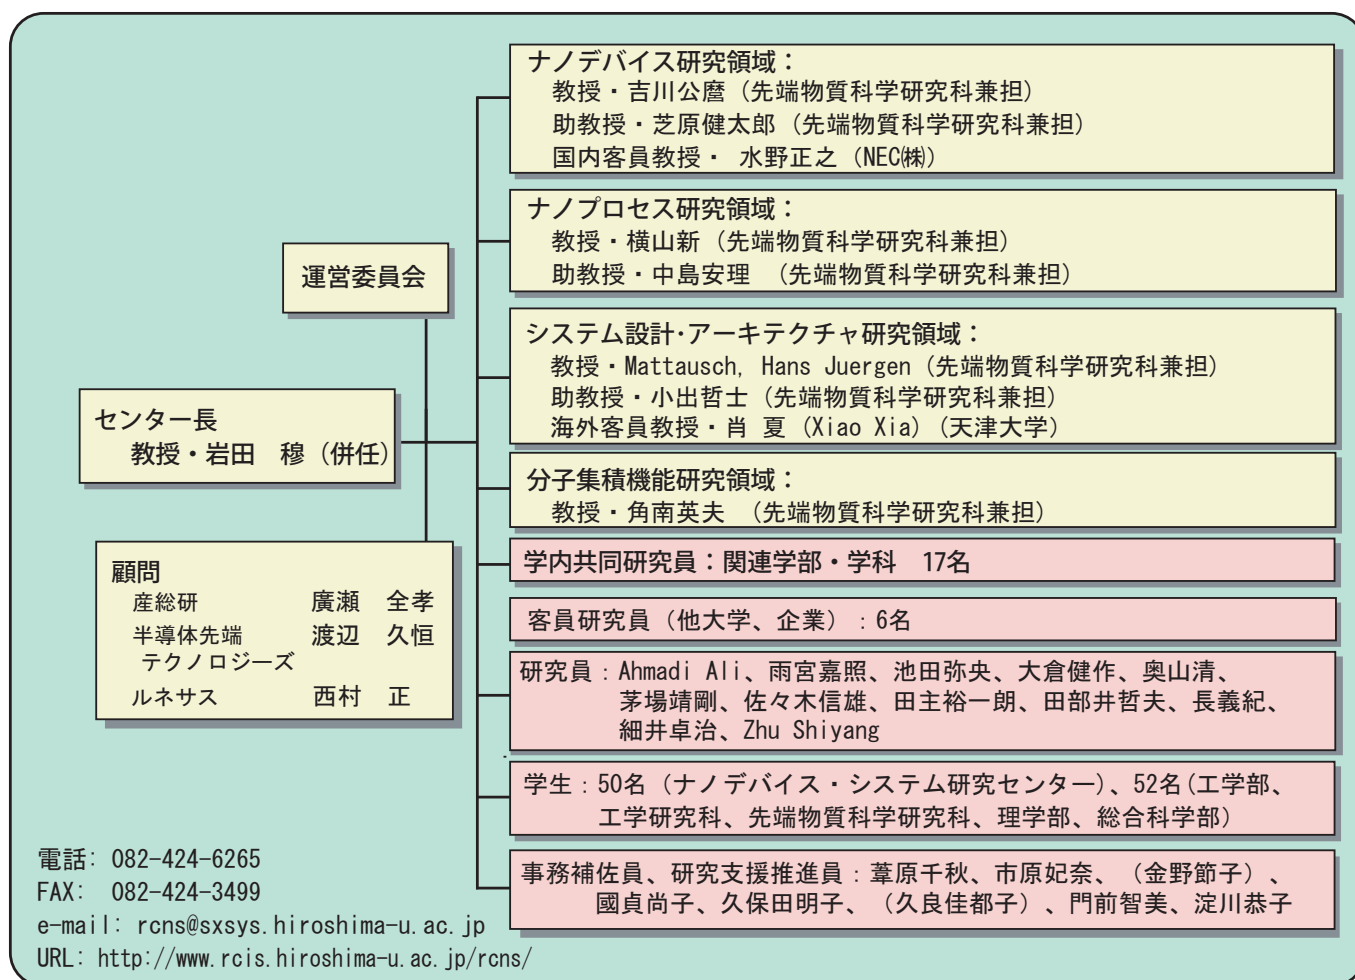 ナノデバイス研究領域：
教授・吉川公麿（先端物質科学研究科兼担）
助教授・芝原健太郎（先端物質科学研究科兼担）
国内客員教授・ 水野正之（NEC㈱）
ナノプロセス研究領域：
教授・横山新（先端物質科学研究科兼担）
助教授・中島安理 （先端物質科学研究科兼担）
運営委員会
システム設計･アーキテクチャ研究領域：
教授・Mattausch, Hans Juergen（先端物質科学研究科兼担）
助教授・小出哲士（先端物質科学研究科兼担）
海外客員教授・肖 夏（Xiao Xia）（天津大学）
センター長
教授・岩田 穆（併任）
分子集積機能研究領域：
教授・角南英夫 （先端物質科学研究科兼担）
顧問
産総研 廣瀬 全孝
半導体先端 渡辺 久恒
テクノロジーズ
ルネサス 西村 正
学内共同研究員：関連学部・学科 17名
客員研究員（他大学、企業）：6名
研究員：Ahmadi Ali、雨宮嘉照、池田弥央、大倉健作、奥山清、
茅場靖剛、佐々木信雄、田主裕一朗、田部井哲夫、長義紀、
細井卓治、Zhu Shiyang
学生：50名（ナノデバイス・システム研究センター）、52名(工学部、
工学研究科、先端物質科学研究科、理学部、総合科学部）
事務補佐員、研究支援推進員：葦原千秋、市原妃奈、（金野節子）、
國貞尚子、久保田明子、（久良佳都子）、門前智美、淀川恭子
電話: 082-424-6265
FAX: 082-424-3499
e-mail: rcns@sxsys.hiroshima-u.ac.jp
URL: http://www.rcis.hiroshima-u.ac.jp/rcns/